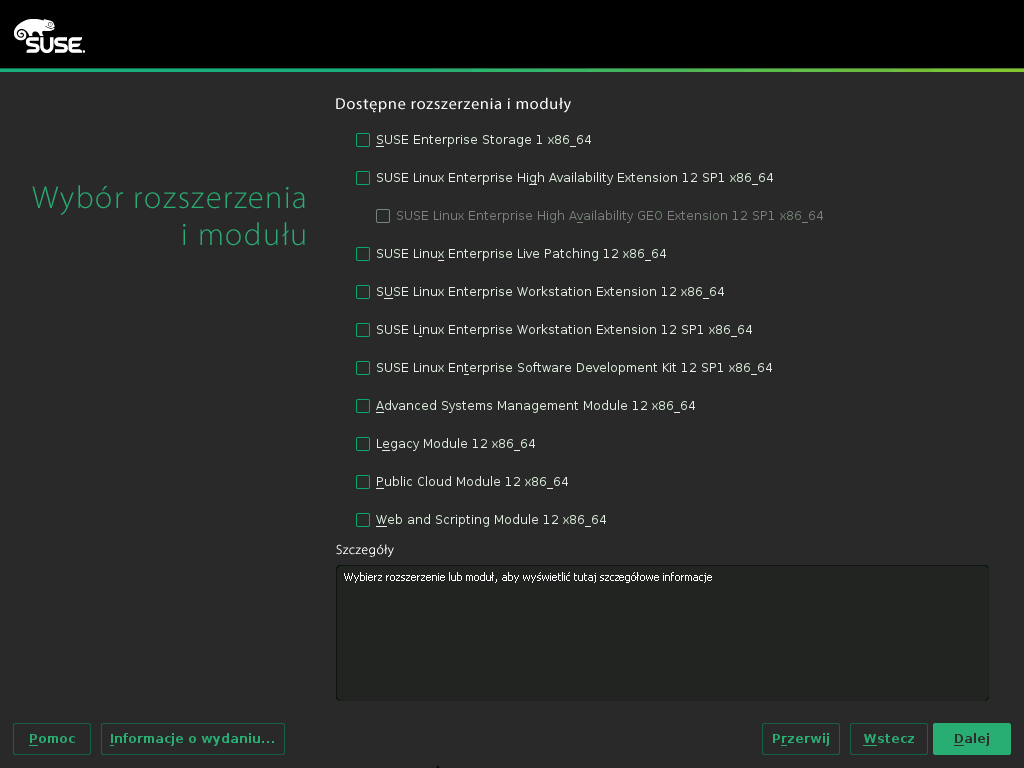 SUSE.
Dostępne rozszerzenia i moduły
SUSE Enterprise Storage 1 x86_64
SUSE Linux Enterprise High Availability Extension 12 SP1 x86_64
SUSE Linux Enterprise High Availability GEO Extension 12 SP1 x86_64
SUSE Linux Enterprise Live Patching 12 x86_64
SUSE Linux Enterprise Workstation Extension 12 x86_64
SUSE Linux Enterprise Workstation Extension 12 SP1 x86_64
SUSE Linux Enterprise Software Development Kit 12 SP1 x86_64
Advanced Systems Management Module 12 x86_64
Legacy Module 12 x86_64
Public Cloud Module 12 x86_64
Web and Scripting Module 12 x86_64
Wybór rozszerzenia
i modułu
Szczegóły
Wybierz rozszerzenie lub moduł, aby wyświetlić tutaj szczegółowe informacje
Pomoc
Informacje o wydaniu...
Przerwij
Wstecz
Dalej